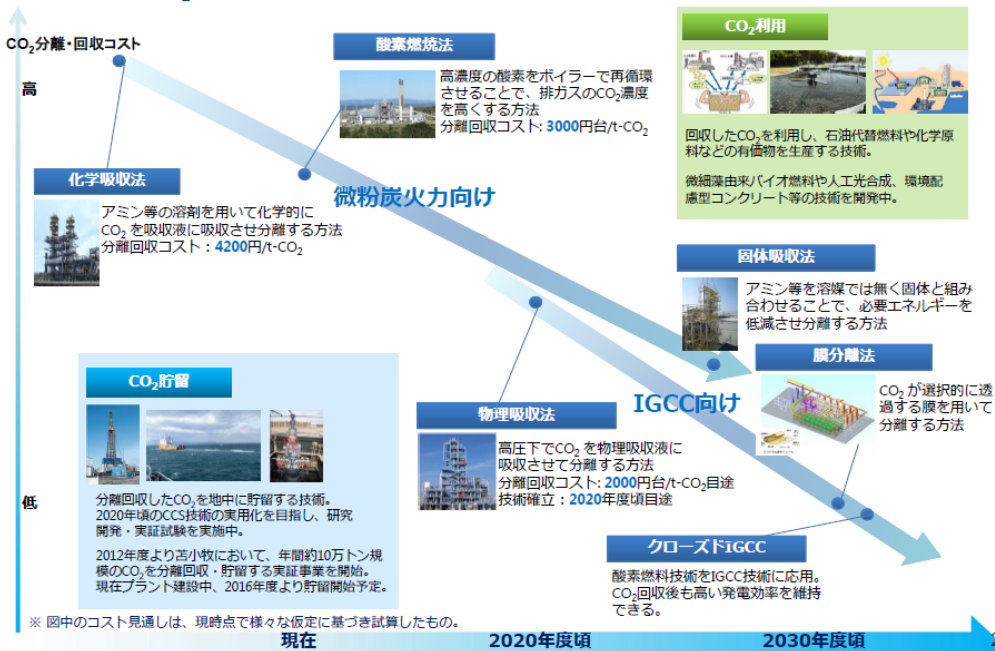 CO₂分離・回収コスト
高
低
酸素燃焼法
高濃度の酸素をボイラーで再循環
させることで、排ガスのCO₂濃度
を高くする方法
分離回収コスト: 3000円台/t-CO₂
CO₂利用
回収したCO₂を利用し、石油代替燃料や化学原
料などの有価物を生産する技術。
微細藻由来バイオ燃料や人工光合成、環境配
慮型コンクリート等の技術を開発中。
化学吸収法
アミン等の溶剤を用いて化学的に
CO₂ を吸収液に吸収させ分離する方法
分離回収コスト：4200円/t-CO₂
微粉炭火力向け
固体吸収法
アミン等を溶媒では無く固体と組み
合わせることで、必要エネルギーを
低減させ分離する方法
膜分離法
CO₂ が選択的に透
過する膜を用いて
分離する方法
IGCC向け
物理吸収法
高圧下でCO₂ を物理吸収液に
吸収させて分離する方法
分離回収コスト: 2000円台/t-CO₂目途
技術確立：2020年度頃目途
CO₂貯留
分離回収したCO₂を地中に貯留する技術。
2020年頃のCCS技術の実用化を目指し、研究
開発・実証試験を実施中。
2012年度より苫小牧において、年間約10万トン規
模のCO₂を分離回収・貯留する実証事業を開始。
現在プラント建設中、2016年度より貯留開始予定。
クローズドIGCC
酸素燃料技術をIGCC技術に応用。
CO₂回収後も高い発電効率を維持
できる。
※ 図中のコスト見通しは、現時点で様々な仮定に基づき試算したもの。
現在
2020年度頃
2030年度頃